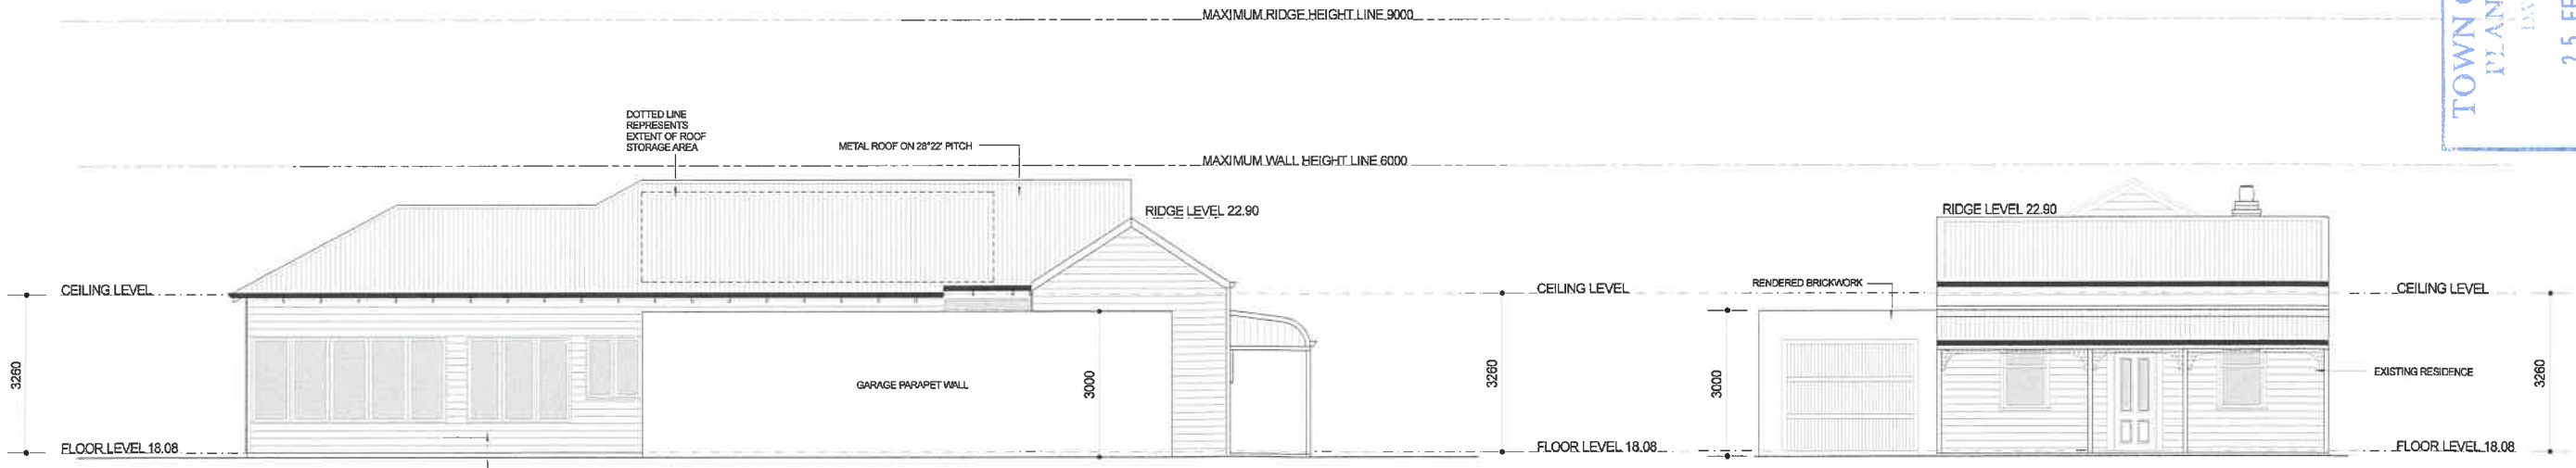 MAXIMUM RIDGE HEIGHT LINE 9000
TOWN
25 FE
DOTTED LINE
REPRESENTS
EXTENT OF ROOF
STORAGE AREA
METAL ROOF ON 28°22' PITCH
MAXIMUM WALL HEIGHT LINE 6000
RIDGE LEVEL 22.90
RIDGE LEVEL 22.90
CEILING LEVEL
RENDERED BRICKWORK
CEILING LEVEL
CEILING LEVEL
3260
GARAGE PARAPET WALL
3000
3260
3000
EXISTING RESIDENCE
3260
FLOOR LEVEL 18.08
FLOOR LEVEL 18.08
FLOOR LEVEL 18.08